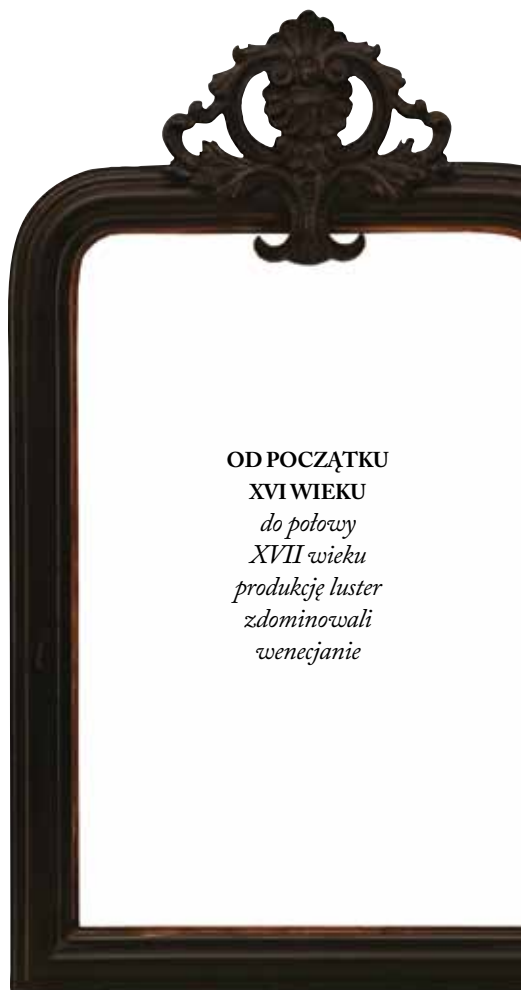 OD POCZĄTKU
XVI WIEKU
do połowy
XVII wieku
produkcję luster
zdominowali
wenecjanie